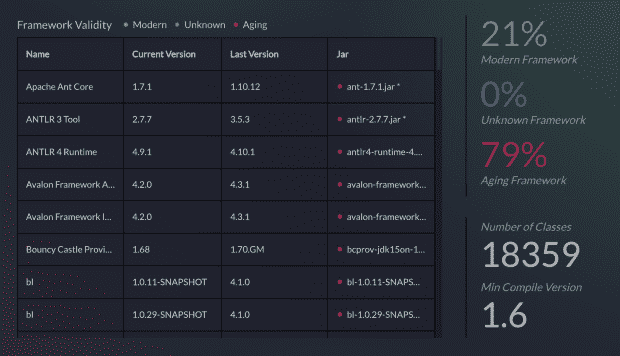 Framework Validity Modern Unknown Aging
Name Current Version Last Version Jar
Apache Ant Core 1.7.1 1.10.12 ant-1.7.1.jar *
ANTLR 3 Tool 2.7.7 3.5.3 antlr-2.7.7.jar *
ANTLR 4 Runtime 4.9.1 4.10.1 antlr4-runtime-4....
Avalon Framework A... 4.2.0 4.3.1 avalon-framework...
Avalon Framework I... 4.2.0 4.3.1 avalon-framework...
Bouncy Castle Provi... 1.68 1.70.GM bcprov-jdk15on-1...
bl 1.0.11-SNAPSHOT 4.1.0 bl-1.0.11-SNAPS...
bl 1.0.29-SNAPSHOT 4.1.0 bl-1.0.29-SNAPS...
21%
Modern Framework
0%
Unknown Framework
79%
Aging Framework
Number of Classes
18359
Min Compile Version
1.6